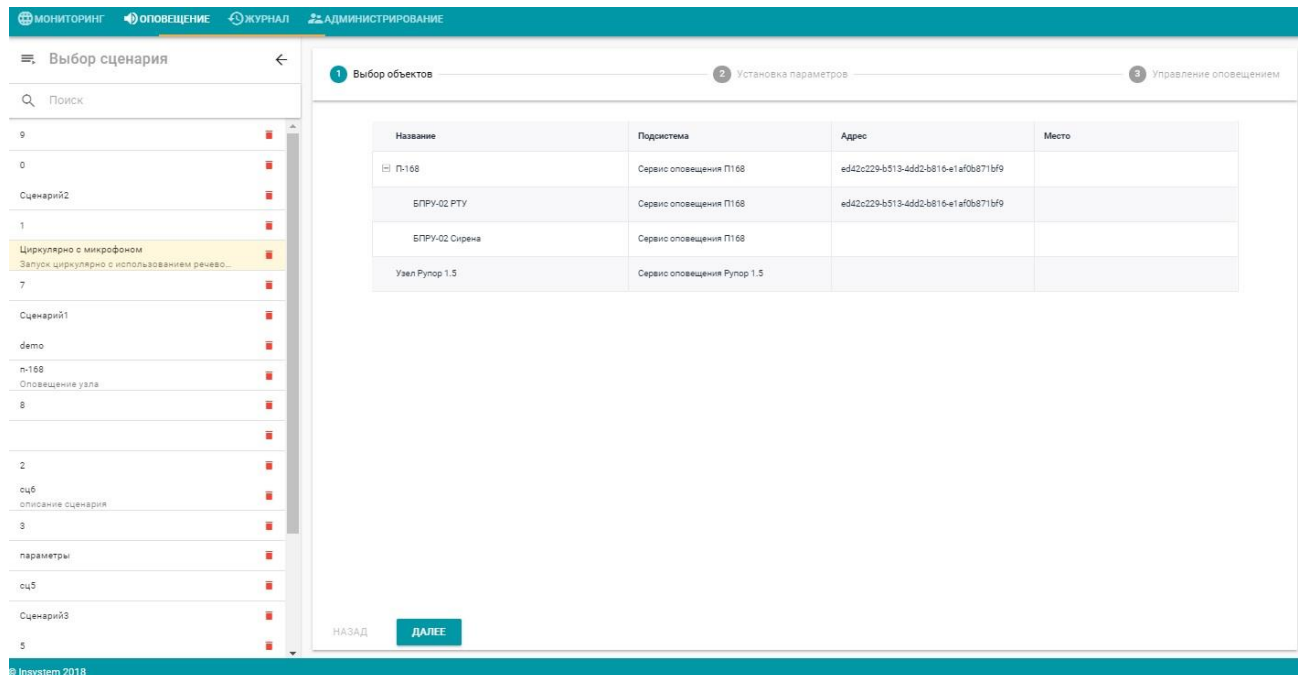 МОНИТОРИНГ ОПОВЕЩЕНИЕ ЖУРНАЛ АДМИНИСТРИРОВАНИЕ
Выбор сценария
Поиск
9
0
Сценарий2
1
Циркулярно с микрофоном
Запуск циркулярно с использованием речево...
7
Сценарий1
demo
п-168
Оповещение узла
8
2
сц6
описание сценария
3
параметры
сц5
Сценарий3
5
1 Выбор объектов 2 Установка параметров 3 Управление оповещением
Название Подсистема Адрес Место
П-168 Сервис оповещения П168 ed42c229-b513-4dd2-b816-e1af0b871bf9
БПРУ-02 РТУ Сервис оповещения П168 ed42c229-b513-4dd2-b816-e1af0b871bf9
БПРУ-02 Сирена Сервис оповещения П168
Узел Рупор 1.5 Сервис оповещения Рупор 1.5
НАЗАД ДАЛЕЕ
© Insystem 2018